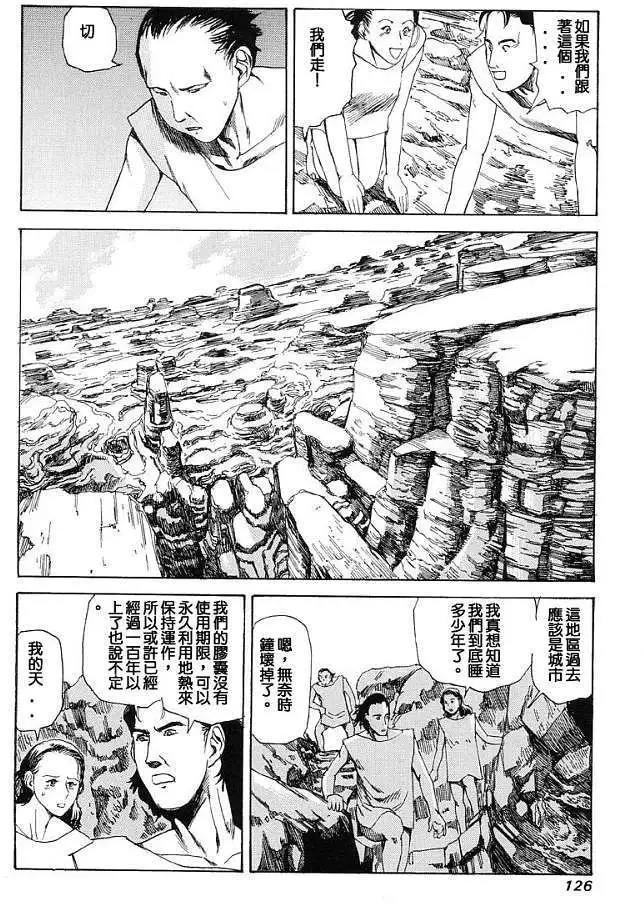 如果我們跟
著這個
．．．．
我們走！
切
這地區過去
應該是城市
我真想知道
我們到底睡
多少年了。
嗯，無奈時
鐘壞掉了。
我們的膠囊沒有
使用期限，可以
永久利用地熱來
保持運作，
所以或許已經
經過一百年以
上了也說不定
。
我的天
．．
126